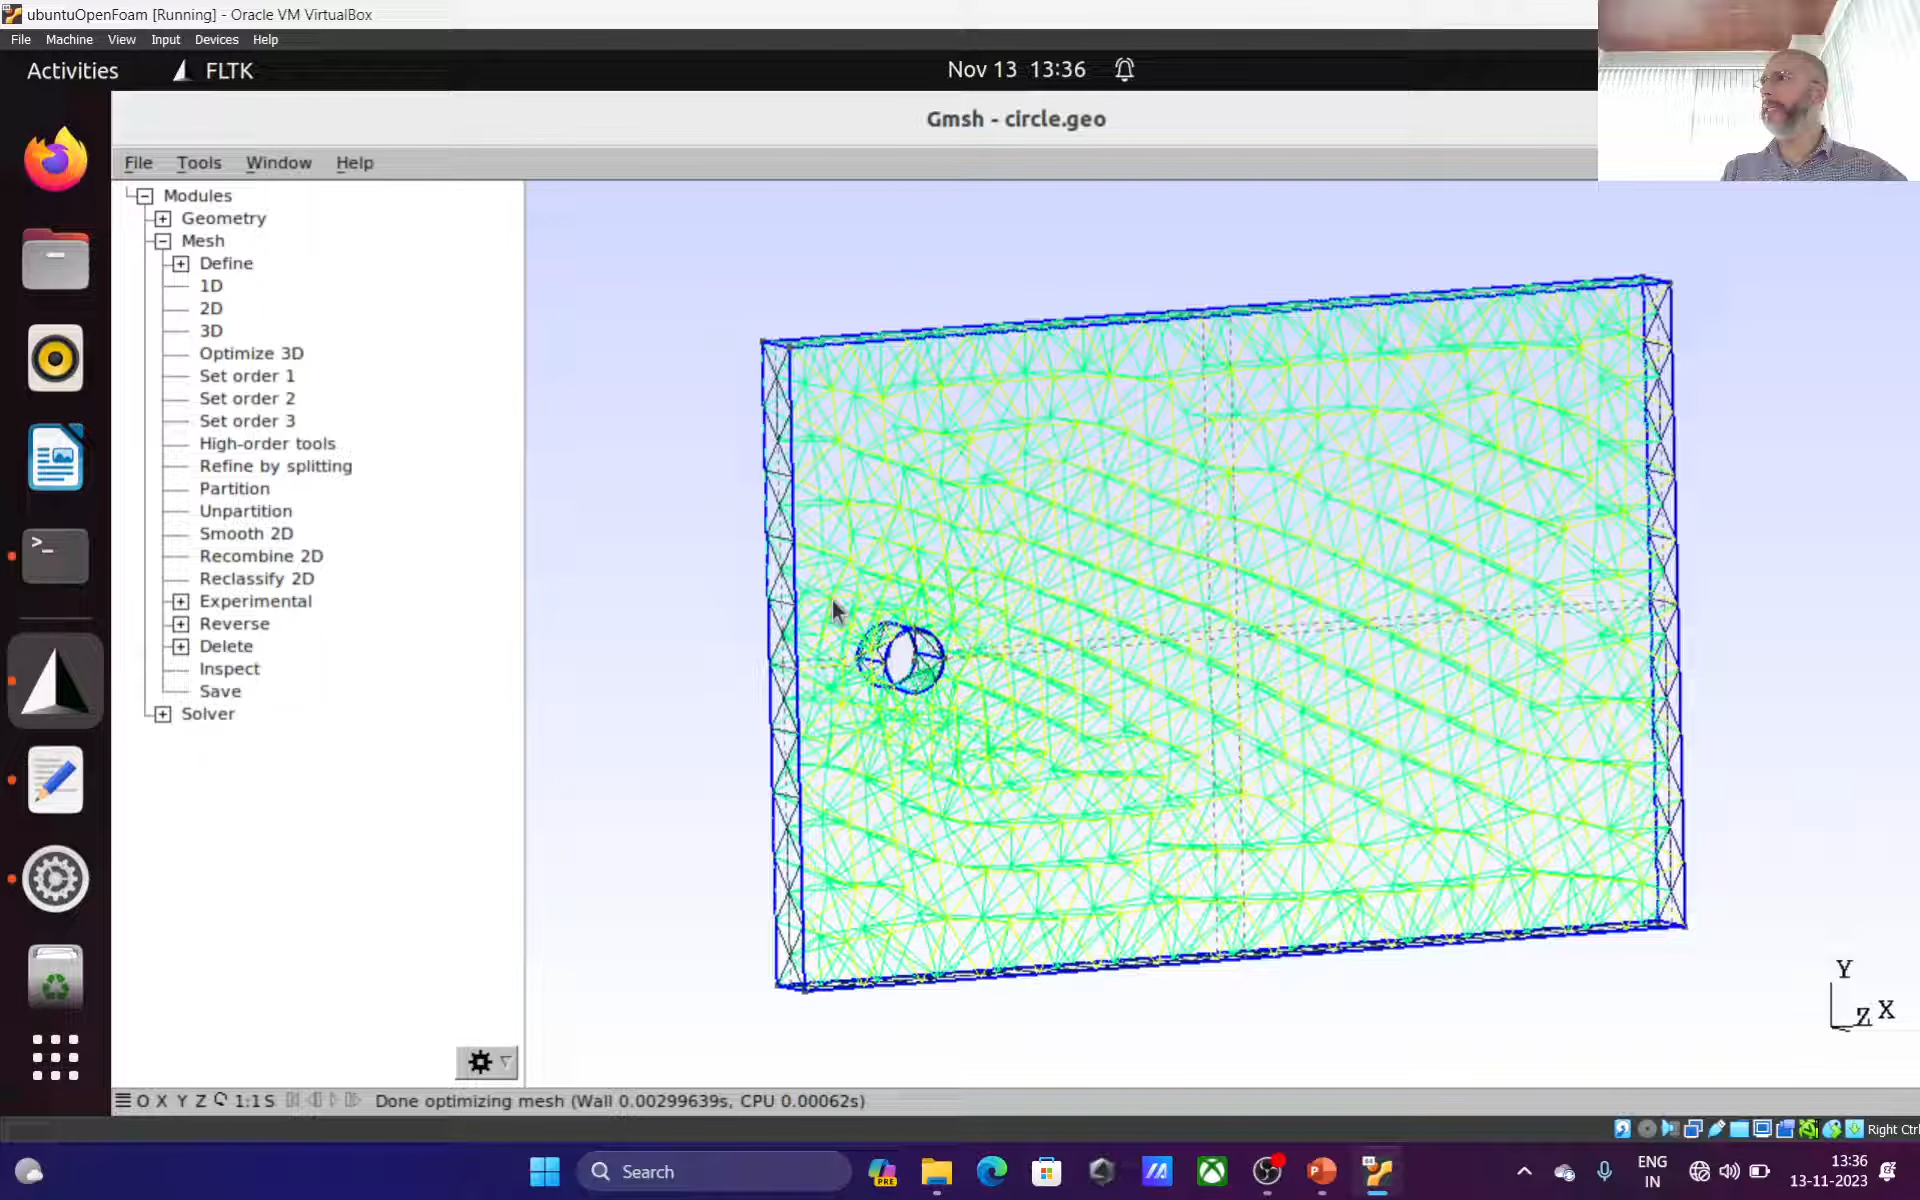 ubuntuOpenFoam [Running] - Oracle VM VirtualBox
File Machine View Input Devices Help
Activities FLTK Nov 13 13:36
Gmsh - circle.geo
File Tools Window Help
Modules
Geometry
Mesh
Define
1D
2D
3D
Optimize 3D
Set order 1
Set order 2
Set order 3
High-order tools
Refine by splitting
Partition
Unpartition
Smooth 2D
Recombine 2D
Reclassify 2D
Experimental
Reverse
Delete
Inspect
Save
Solver
Y
Z X
O X Y Z 1:1 S Done optimizing mesh (Wall 0.00299639s, CPU 0.00062s)
Right Ctrl
Search
PRE
ENG
IN
13:36
13-11-2023